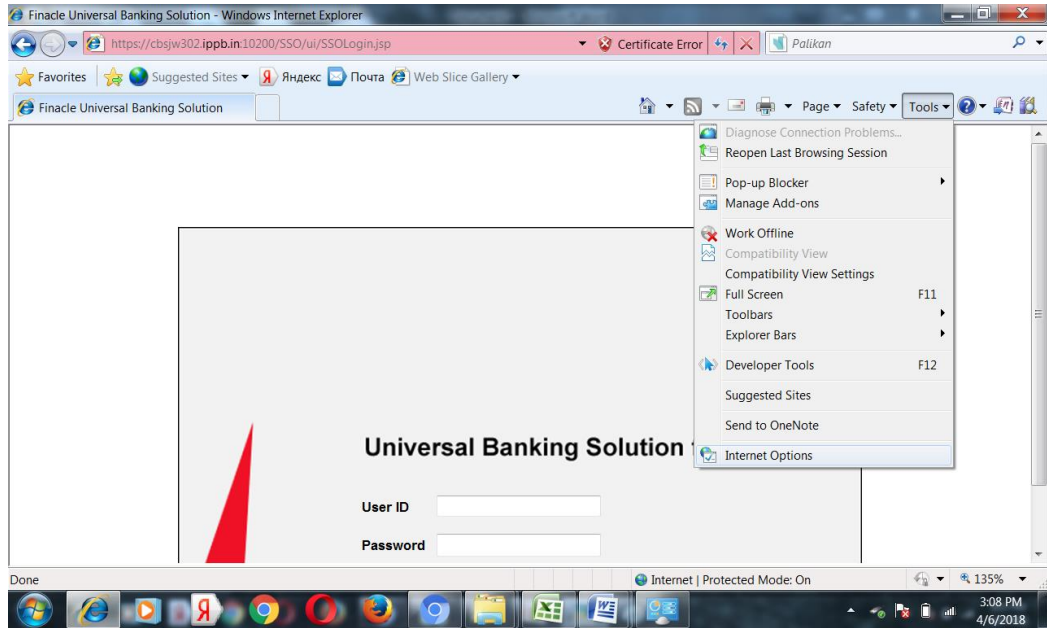 Finacle Universal Banking Solution - Windows Internet Explorer
https://cbsjw302.ippb.in:10200/SSO/ui/SSOLogin.jsp Certificate Error Palikan
Favorites Suggested Sites Яндекс Почта Web Slice Gallery
Finacle Universal Banking Solution Page Safety Tools
Diagnose Connection Problems...
Reopen Last Browsing Session
Pop-up Blocker
Manage Add-ons
Work Offline
Compatibility View
Compatibility View Settings
Full Screen F11
Toolbars
Explorer Bars
Developer Tools F12
Suggested Sites
Send to OneNote
Internet Options
Universal Banking Solution
User ID
Password
Done Internet | Protected Mode: On 135%
3:08 PM
4/6/2018